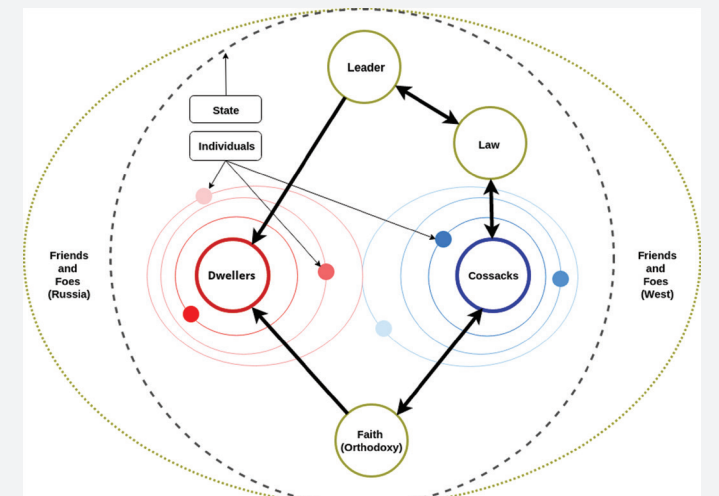 Leader
State
Law
Individuals
Friends
and
Foes
(Russia)
Friends
and
Foes
(West)
Dwellers
Cossacks
Faith
(Orthodoxy)